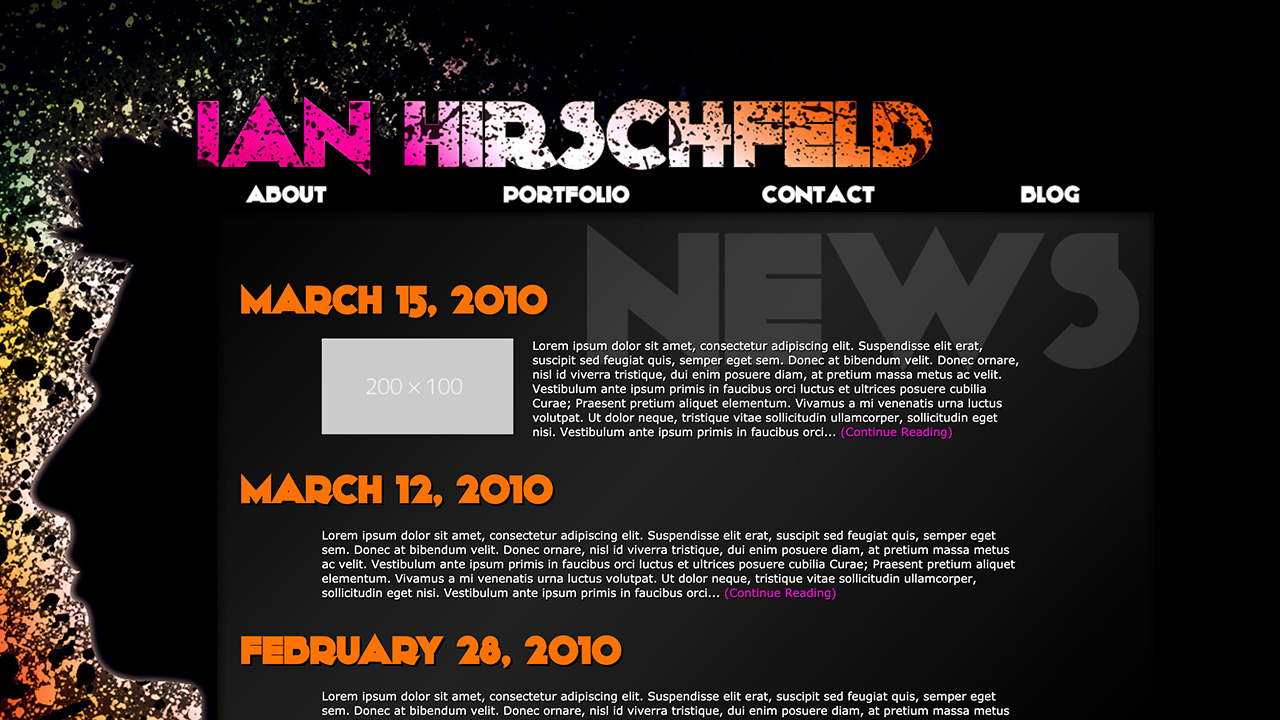 IAN HIRSCHFELD
ABOUT PORTFOLIO CONTACT BLOG
NEWS
MARCH 15, 2010
200 × 100
Lorem ipsum dolor sit amet, consectetur adipiscing elit. Suspendisse elit erat,
suscipit sed feugiat quis, semper eget sem. Donec at bibendum velit. Donec ornare,
nisl id viverra tristique, dui enim posuere diam, at pretium massa metus ac velit.
Vestibulum ante ipsum primis in faucibus orci luctus et ultrices posuere cubilia
Curae; Praesent pretium aliquet elementum. Vivamus a mi venenatis urna luctus
volutpat. Ut dolor neque, tristique vitae sollicitudin ullamcorper, sollicitudin eget
nisi. Vestibulum ante ipsum primis in faucibus orci... (Continue Reading)
MARCH 12, 2010
Lorem ipsum dolor sit amet, consectetur adipiscing elit. Suspendisse elit erat, suscipit sed feugiat quis, semper eget
sem. Donec at bibendum velit. Donec ornare, nisl id viverra tristique, dui enim posuere diam, at pretium massa metus
ac velit. Vestibulum ante ipsum primis in faucibus orci luctus et ultrices posuere cubilia Curae; Praesent pretium aliquet
elementum. Vivamus a mi venenatis urna luctus volutpat. Ut dolor neque, tristique vitae sollicitudin ullamcorper,
sollicitudin eget nisi. Vestibulum ante ipsum primis in faucibus orci... (Continue Reading)
FEBRUARY 28, 2010
Lorem ipsum dolor sit amet, consectetur adipiscing elit. Suspendisse elit erat, suscipit sed feugiat quis, semper eget
sem. Donec at bibendum velit. Donec ornare, nisl id viverra tristique, dui enim posuere diam, at pretium massa metus